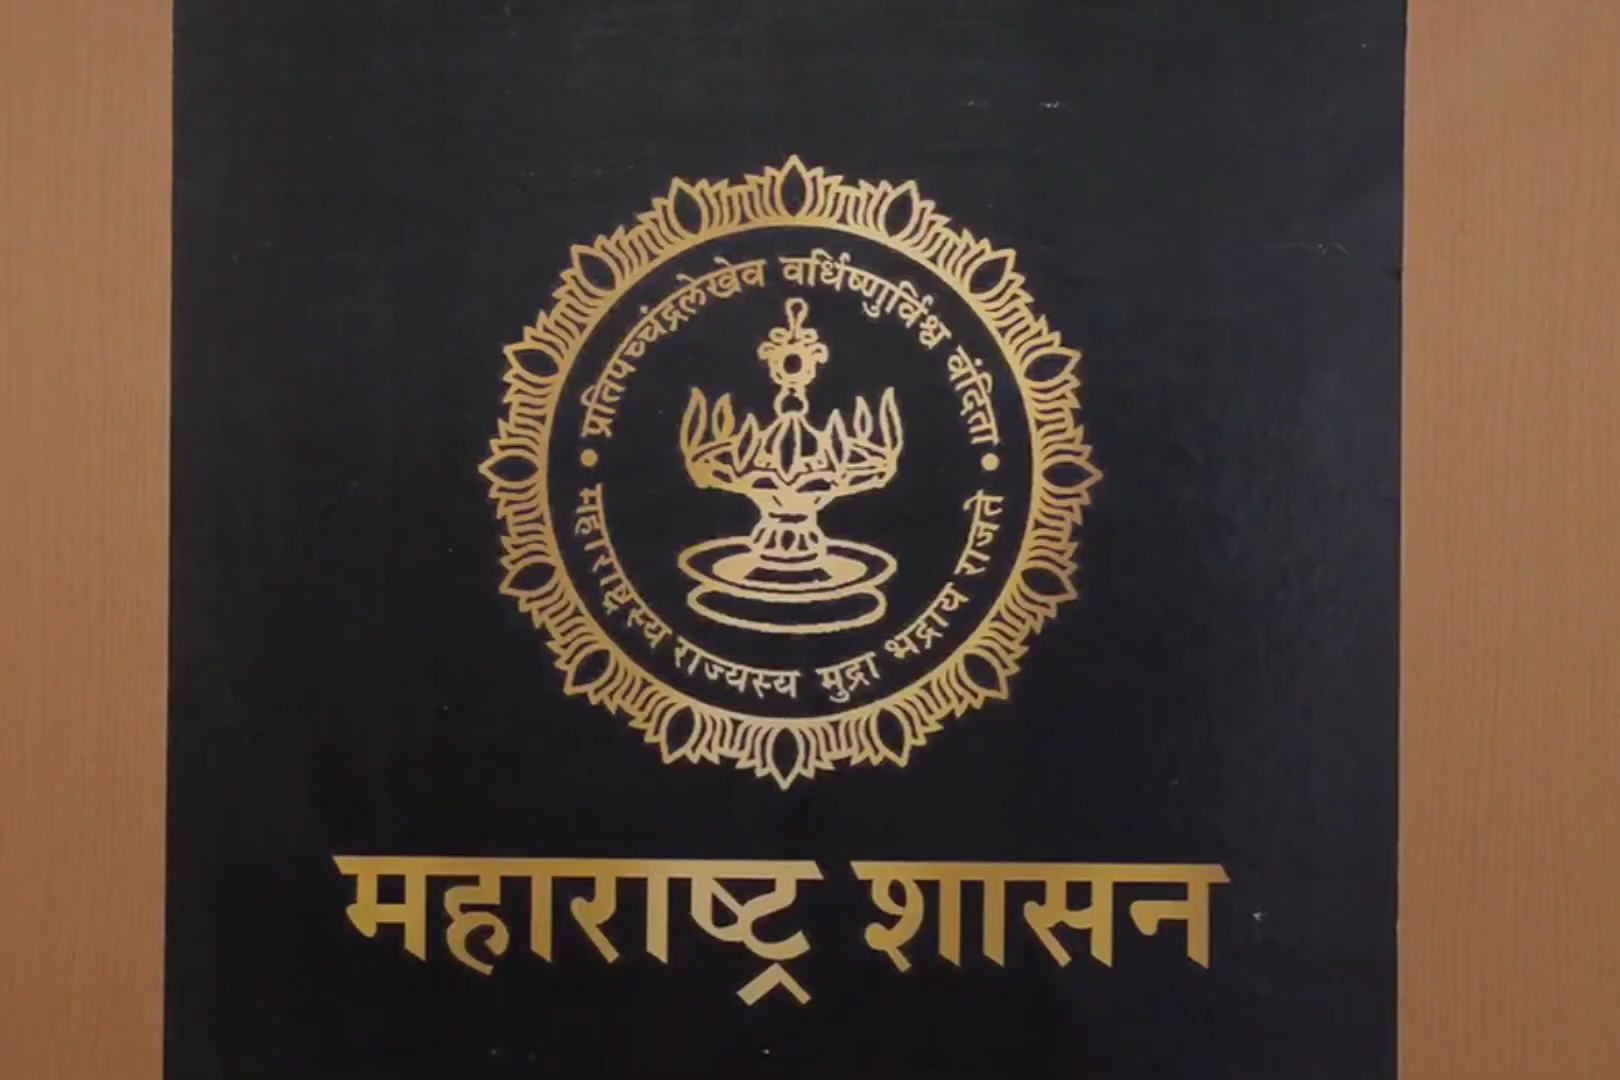 प्रतिपच्चंद्रलेखेव वर्धिष्णुर्विश्व वंदिता
महाराष्ट्रस्य राज्यस्य मुद्रा भद्राय राजते
महाराष्ट्र शासन